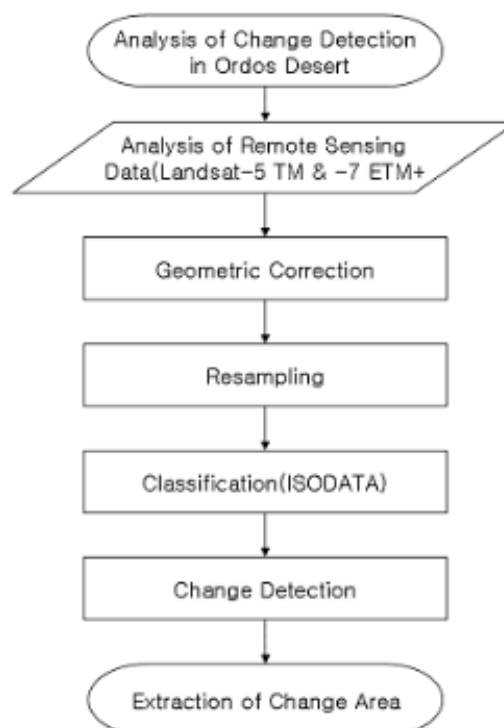 Analysis of Change Detection
in Ordos Desert
Analysis of Remote Sensing
Data(Landsat-5 TM & -7 ETM+
Geometric Correction
Resampling
Classification(ISODATA)
Change Detection
Extraction of Change Area